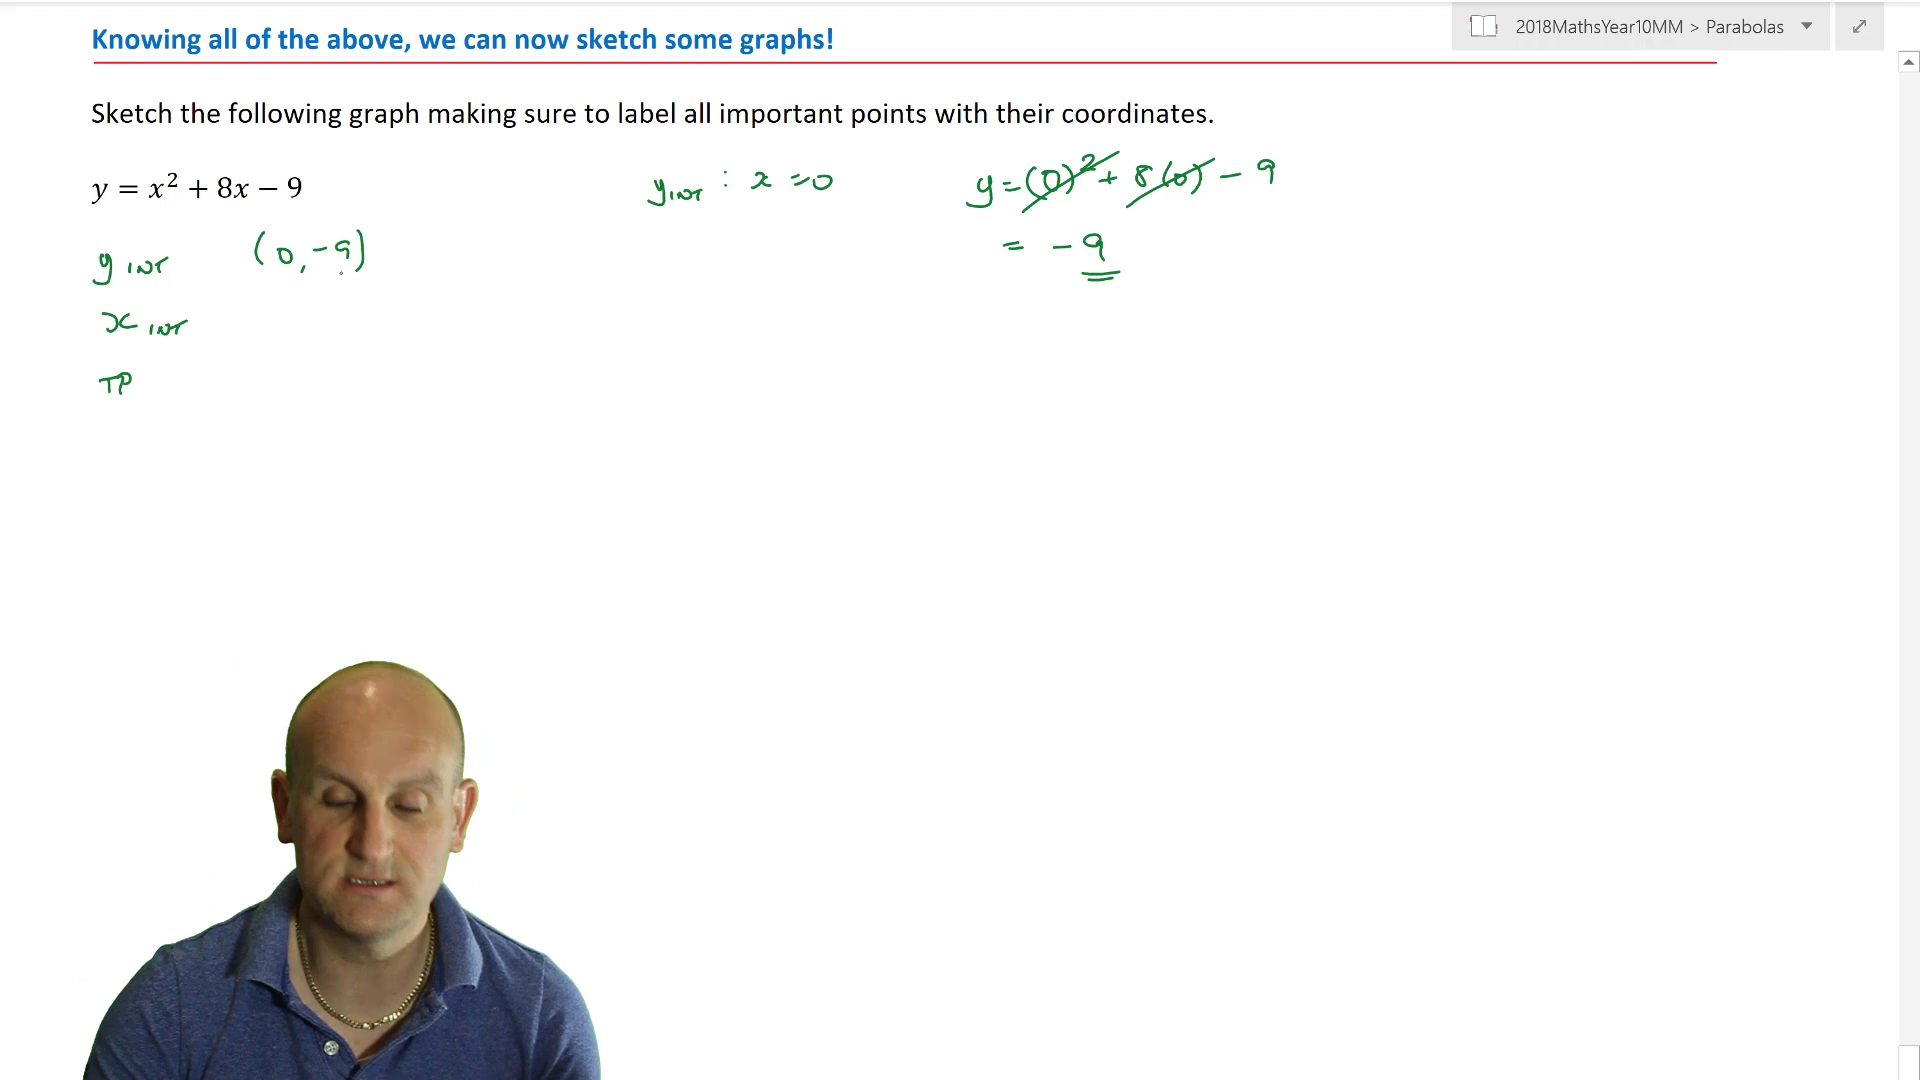 Knowing all of the above, we can now sketch some graphs!
2018MathsYear10MM > Parabolas
Sketch the following graph making sure to label all important points with their coordinates.
y = x² + 8x − 9
y INT : x = 0
y = (0)² + 8(0) − 9
= −9
y INT (0, −9)
x INT
TP